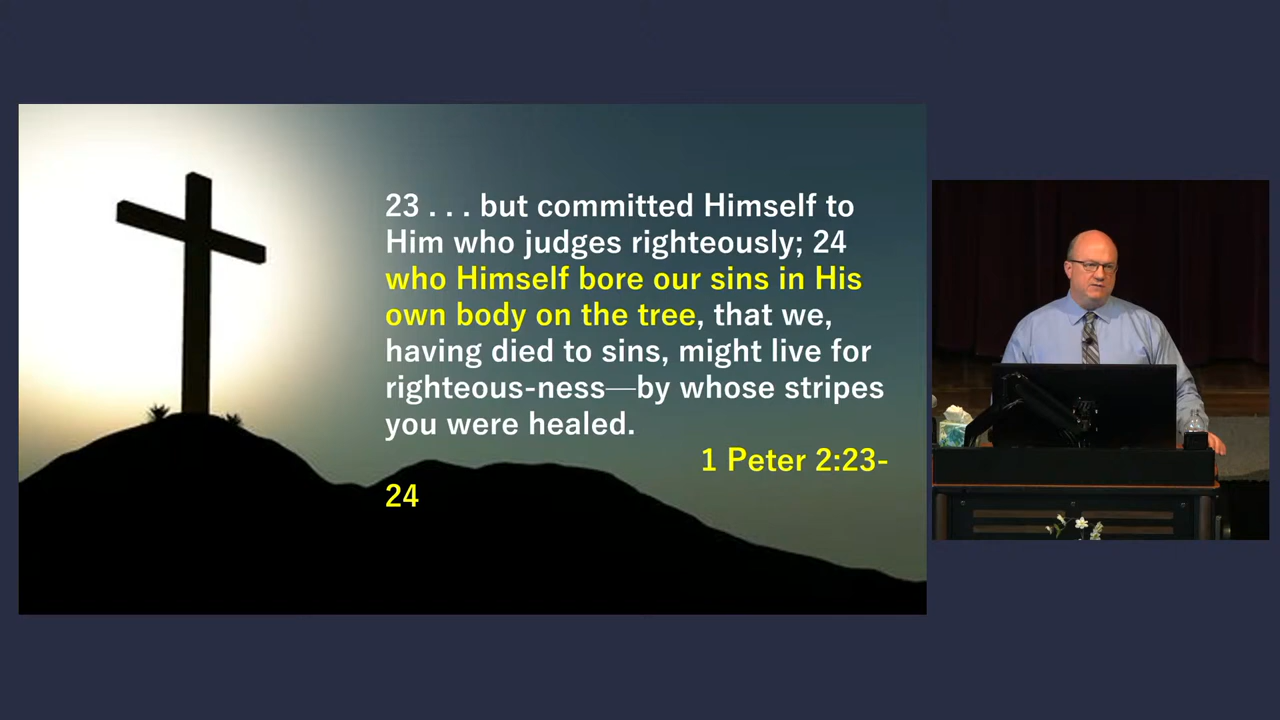 23 . . . but committed Himself to
Him who judges righteously; 24
who Himself bore our sins in His
own body on the tree, that we,
having died to sins, might live for
righteous-ness—by whose stripes
you were healed.
1 Peter 2:23-
24